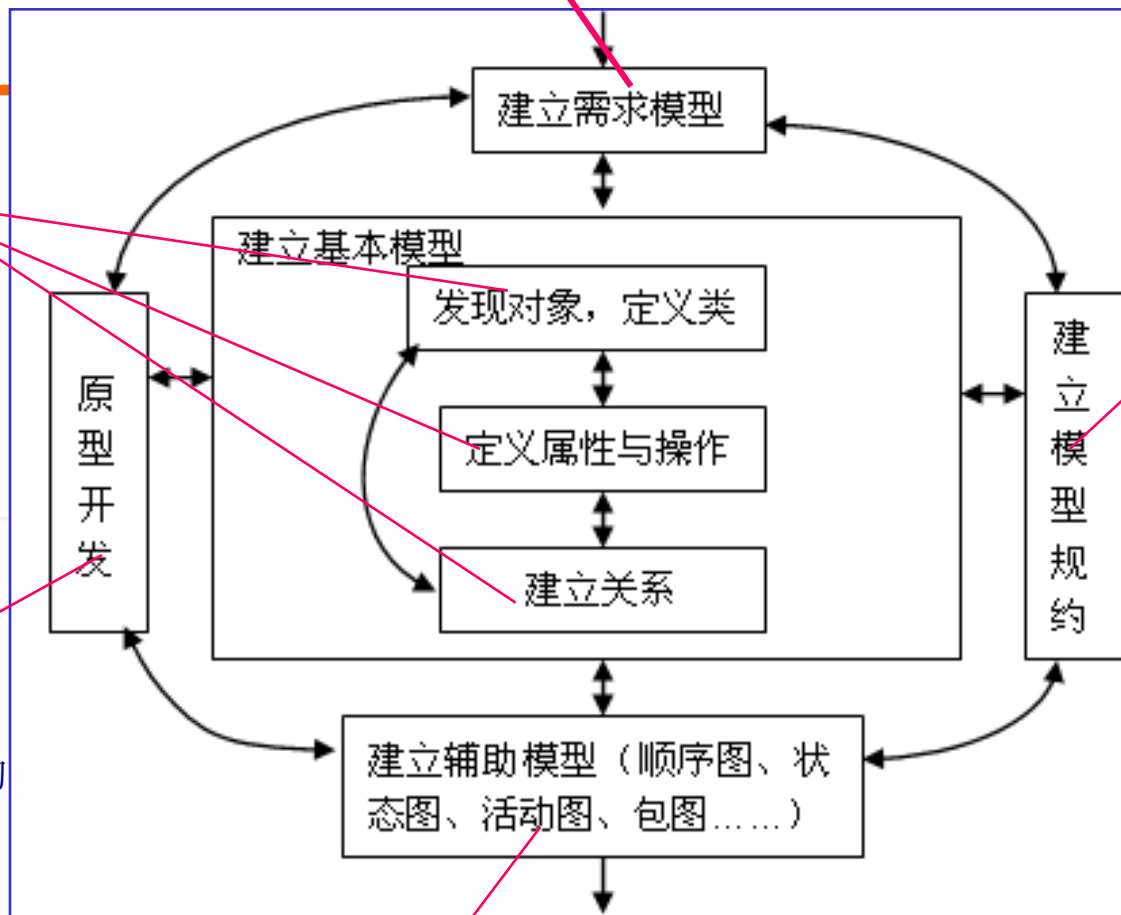 建立需求模型
建立基本模型
发现对象，定义类
定义属性与操作
建立关系
原型开发
建立模型规约
建立辅助模型（顺序图、状
态图、活动图、包图……）